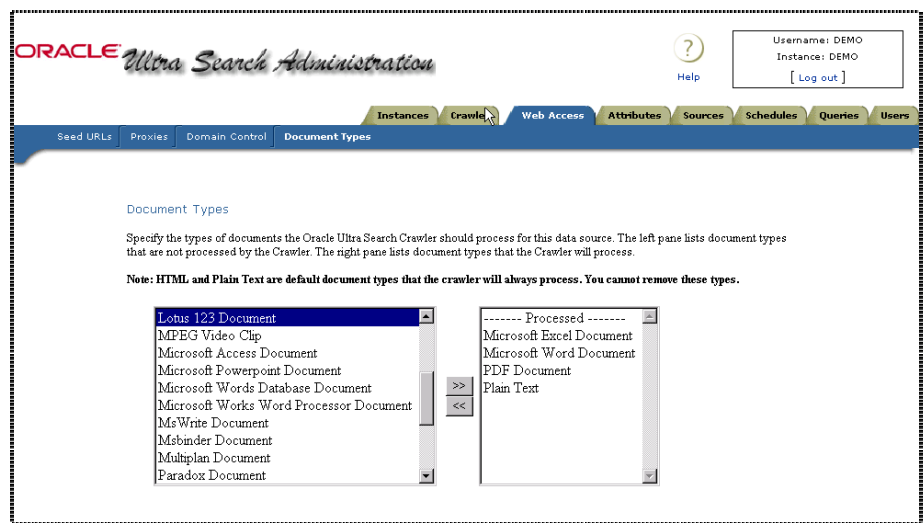 ORACLE Ultra Search Administration
Help
Username: DEMO
Instance: DEMO
[ Log out ]
Instances Crawler Web Access Attributes Sources Schedules Queries Users
Seed URLs Proxies Domain Control Document Types
Document Types
Specify the types of documents the Oracle Ultra Search Crawler should process for this data source. The left pane lists document types
that are not processed by the Crawler. The right pane lists document types that the Crawler will process.
Note: HTML and Plain Text are default document types that the crawler will always process. You cannot remove these types.
Lotus 123 Document
MPEG Video Clip
Microsoft Access Document
Microsoft Powerpoint Document
Microsoft Words Database Document
Microsoft Works Word Processor Document
MsWrite Document
Msbinder Document
Multiplan Document
Paradox Document
>>
<<
------- Processed -------
Microsoft Excel Document
Microsoft Word Document
PDF Document
Plain Text